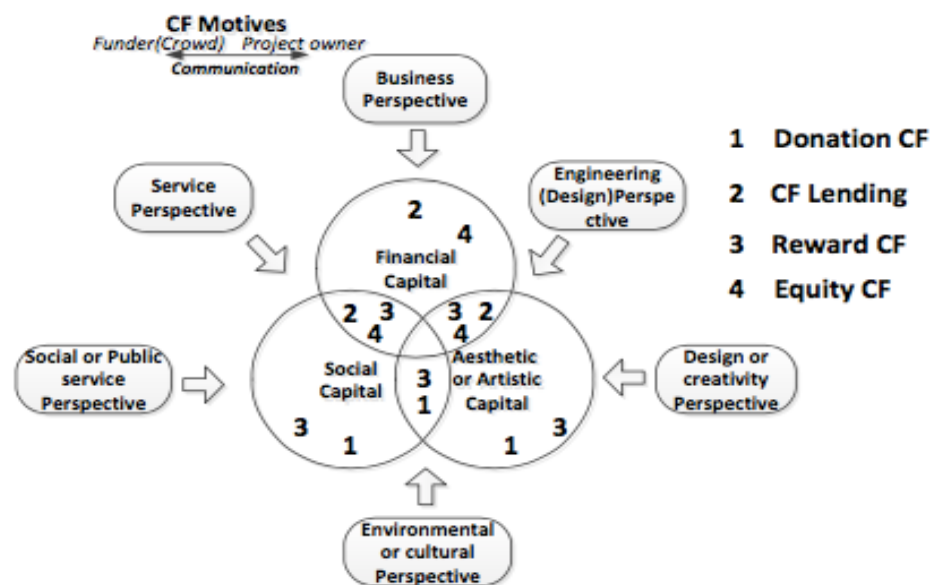 CF Motives
Funder(Crowd) Project owner
Communication
Business
Perspective
Service
Perspective
Engineering
(Design)Perspe
ctive
1 Donation CF
2 CF Lending
3 Reward CF
4 Equity CF
2
4
Financial
Capital
2 3
4
3 2
4
Social or Public
service
Perspective
Social
Capital
3
1
Aesthetic
or Artistic
Capital
Design or
creativity
Perspective
3
1
1
3
Environmental
or cultural
Perspective